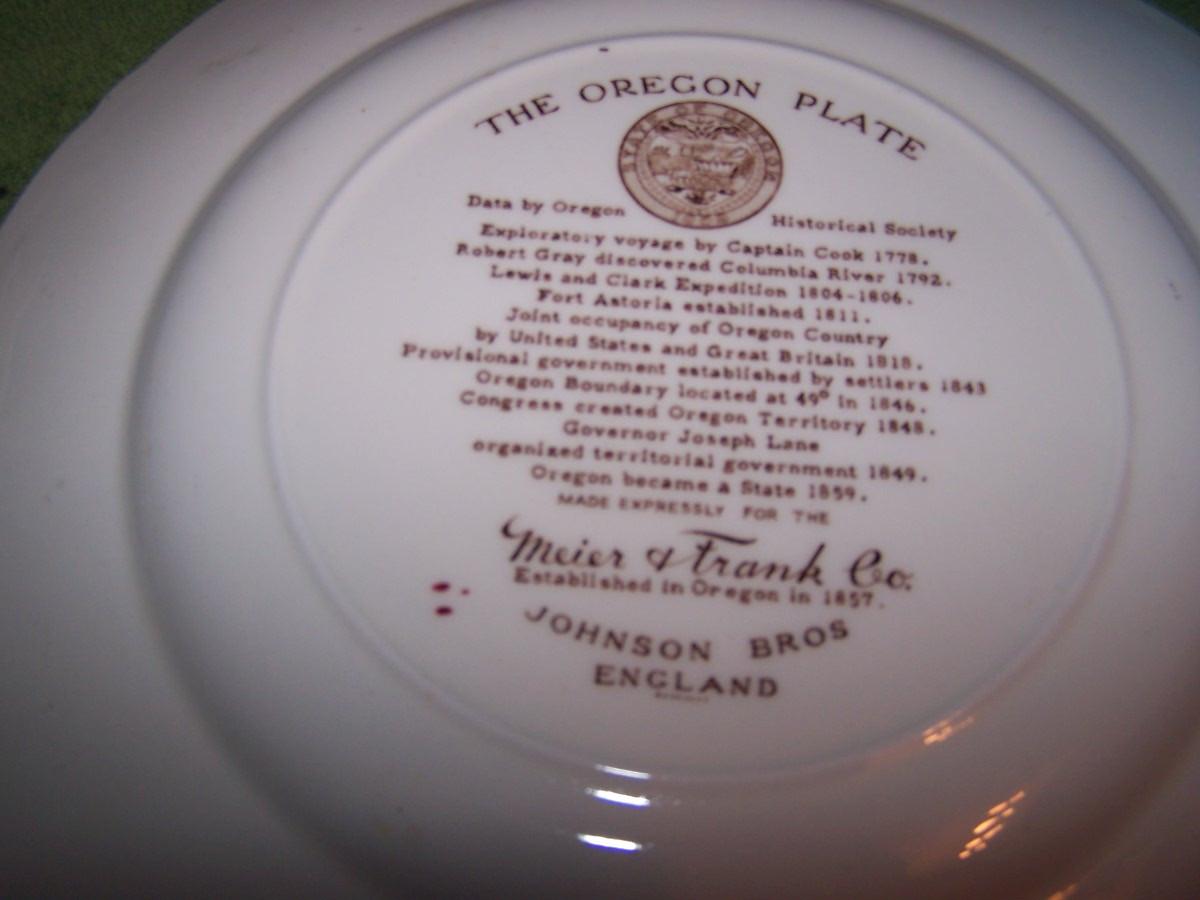 THE OREGON PLATE
STATE OF OREGON
1859
Data by Oregon Historical Society
Exploratory voyage by Captain Cook 1778.
Robert Gray discovered Columbia River 1792.
Lewis and Clark Expedition 1804-1806.
Fort Astoria established 1811.
Joint occupancy of Oregon Country
by United States and Great Britain 1818.
Provisional government established by settlers 1843
Oregon Boundary located at 49° in 1846.
Congress created Oregon Territory 1848.
Governor Joseph Lane
organized territorial government 1849.
Oregon became a State 1859.
MADE EXPRESSLY FOR THE
Meier & Frank Co.
Established in Oregon in 1857.
JOHNSON BROS
ENGLAND